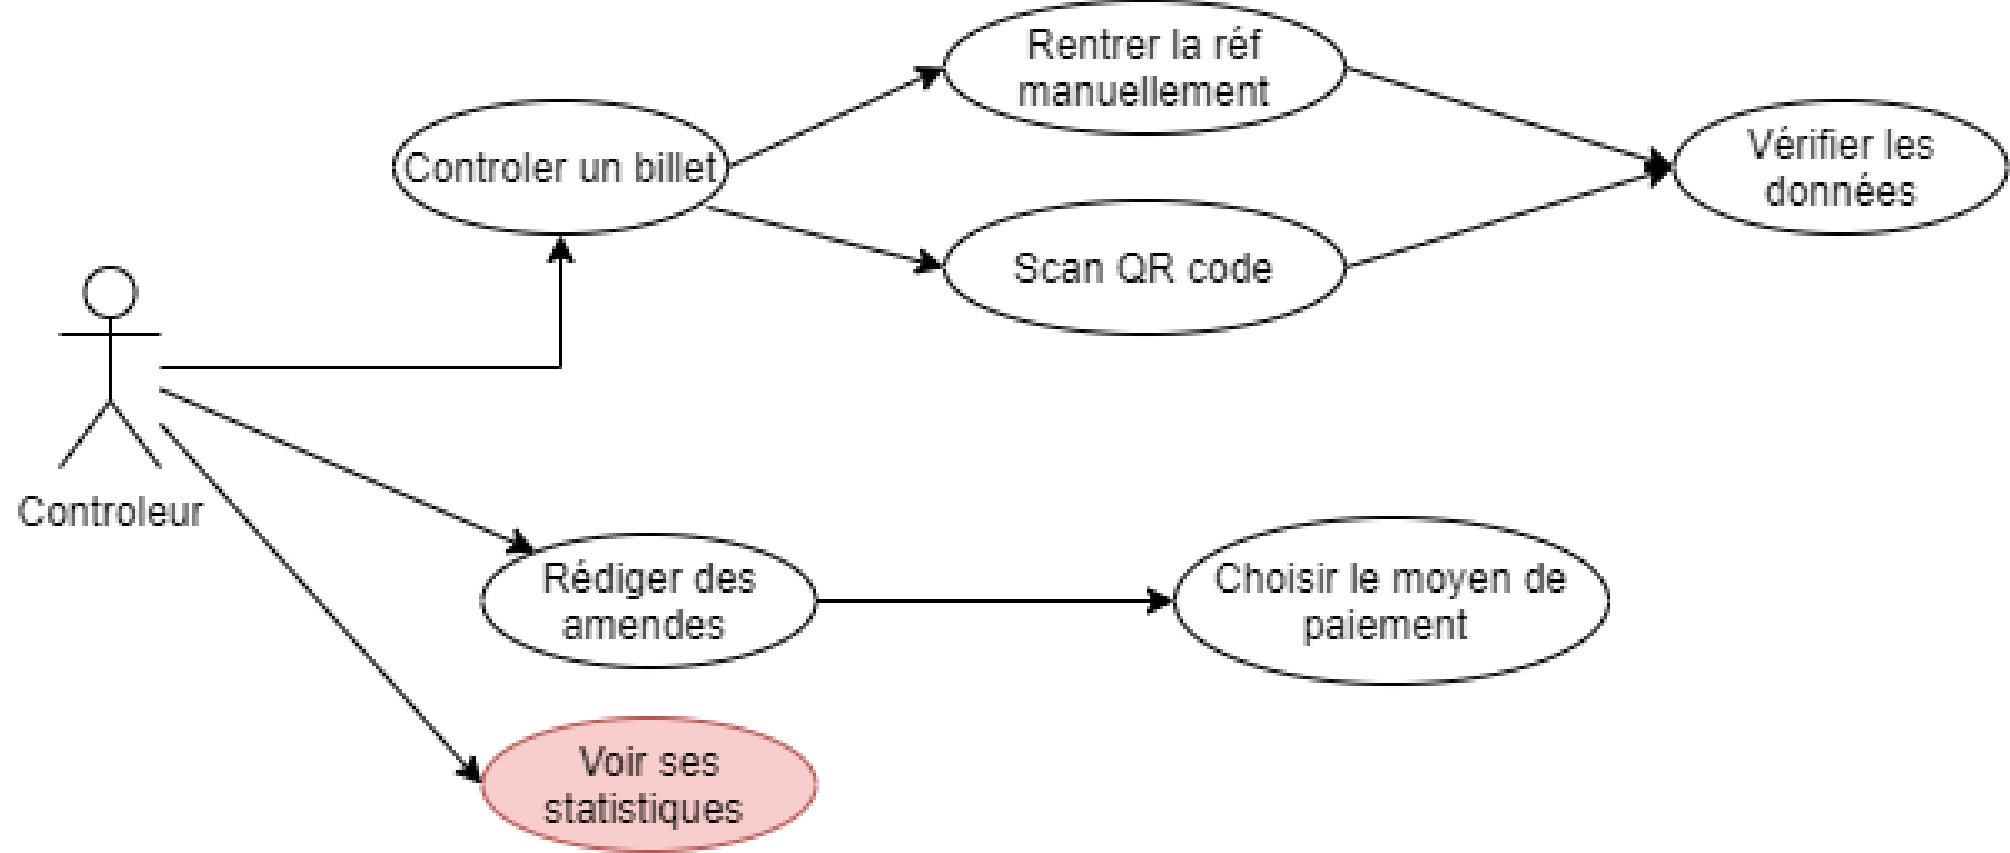 Rentrer la réf
manuellement
Controler un billet
Vérifier les
données
Scan QR code
Controleur
Rédiger des
amendes
Choisir le moyen de
paiement
Voir ses
statistiques